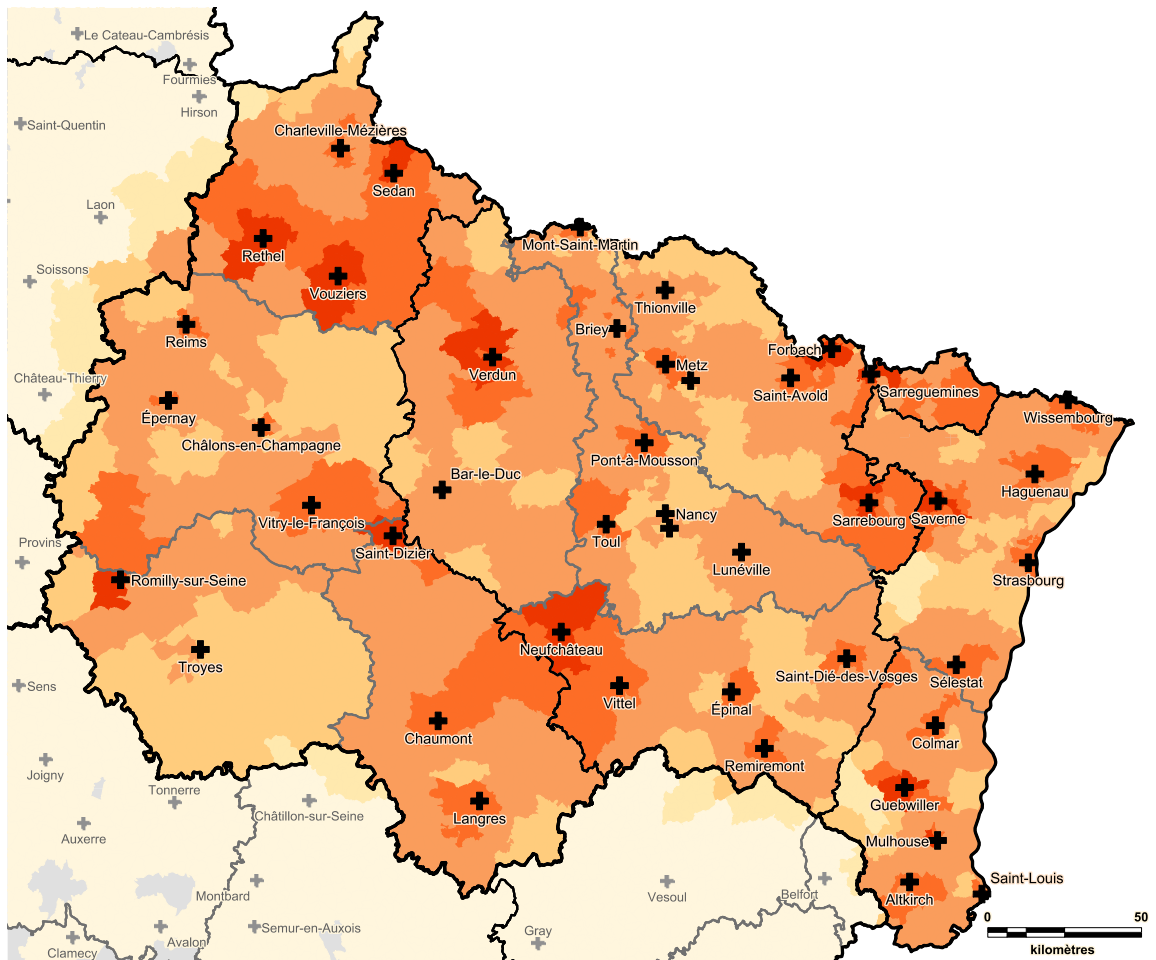 Le Cateau-Cambrésis
Fourmies
Hirson
Saint-Quentin
Charleville-Mézières
Sedan
Laon
Rethel
Mont-Saint-Martin
Soissons
Vouziers
Thionville
Reims
Briey
Forbach
Metz
Verdun
Château-Thierry
Saint-Avold
Sarreguemines
Épernay
Wissembourg
Châlons-en-Champagne
Pont-à-Mousson
Bar-le-Duc
Haguenau
Nancy
Vitry-le-François
Sarrebourg
Saverne
Provins
Toul
Saint-Dizier
Lunéville
Romilly-sur-Seine
Strasbourg
Neufchâteau
Troyes
Saint-Dié-des-Vosges
Sélestat
Sens
Vittel
Épinal
Chaumont
Colmar
Remiremont
Joigny
Tonnerre
Guebwiller
Châtillon-sur-Seine
Langres
Auxerre
Mulhouse
Saint-Louis
Montbard
Vesoul
Belfort
Altkirch
0 50
kilomètres
Semur-en-Auxois
Gray
Avalon
Clamecy